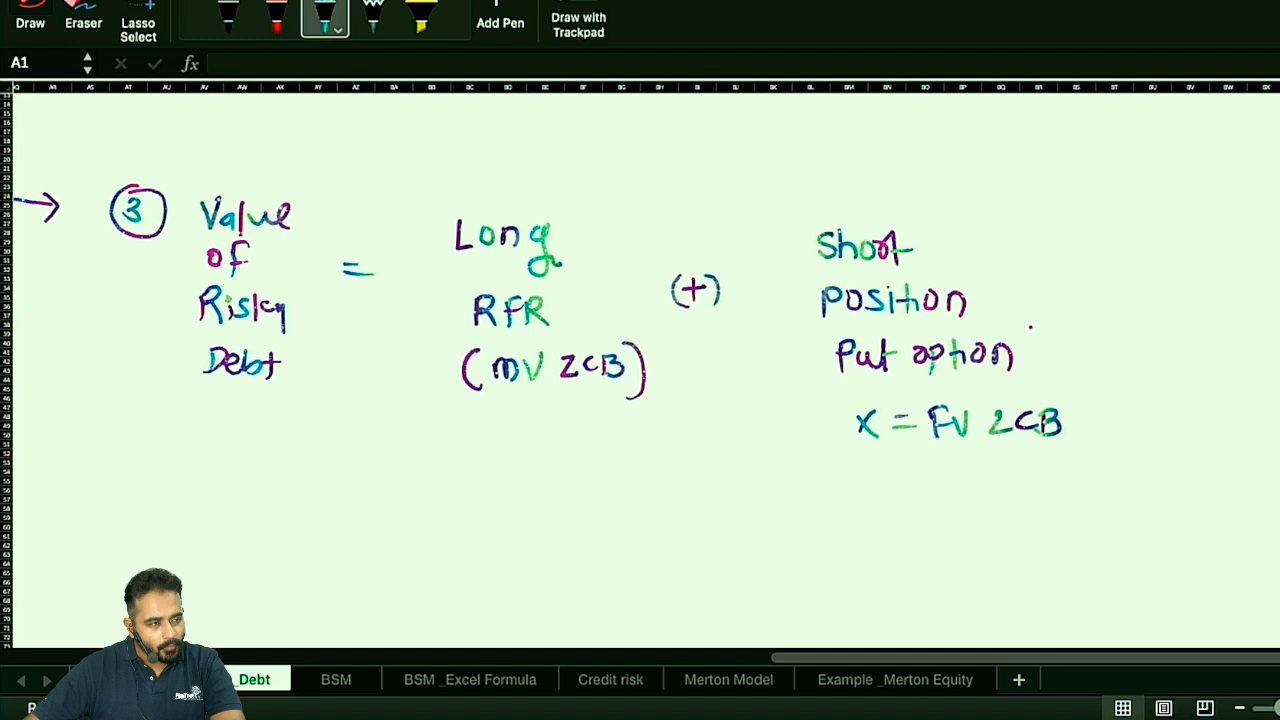 Draw
Eraser
Lasso
Select
Add Pen
Draw with
Trackpad
A1
fx
3
Value
of
Risky
Debt
=
Long
RFR
(mV ZCB)
(+)
Short
position
Put option
X = FV ZCB
_Debt
BSM
BSM _Excel Formula
Credit risk
Merton Model
Example _Merton Equity
+